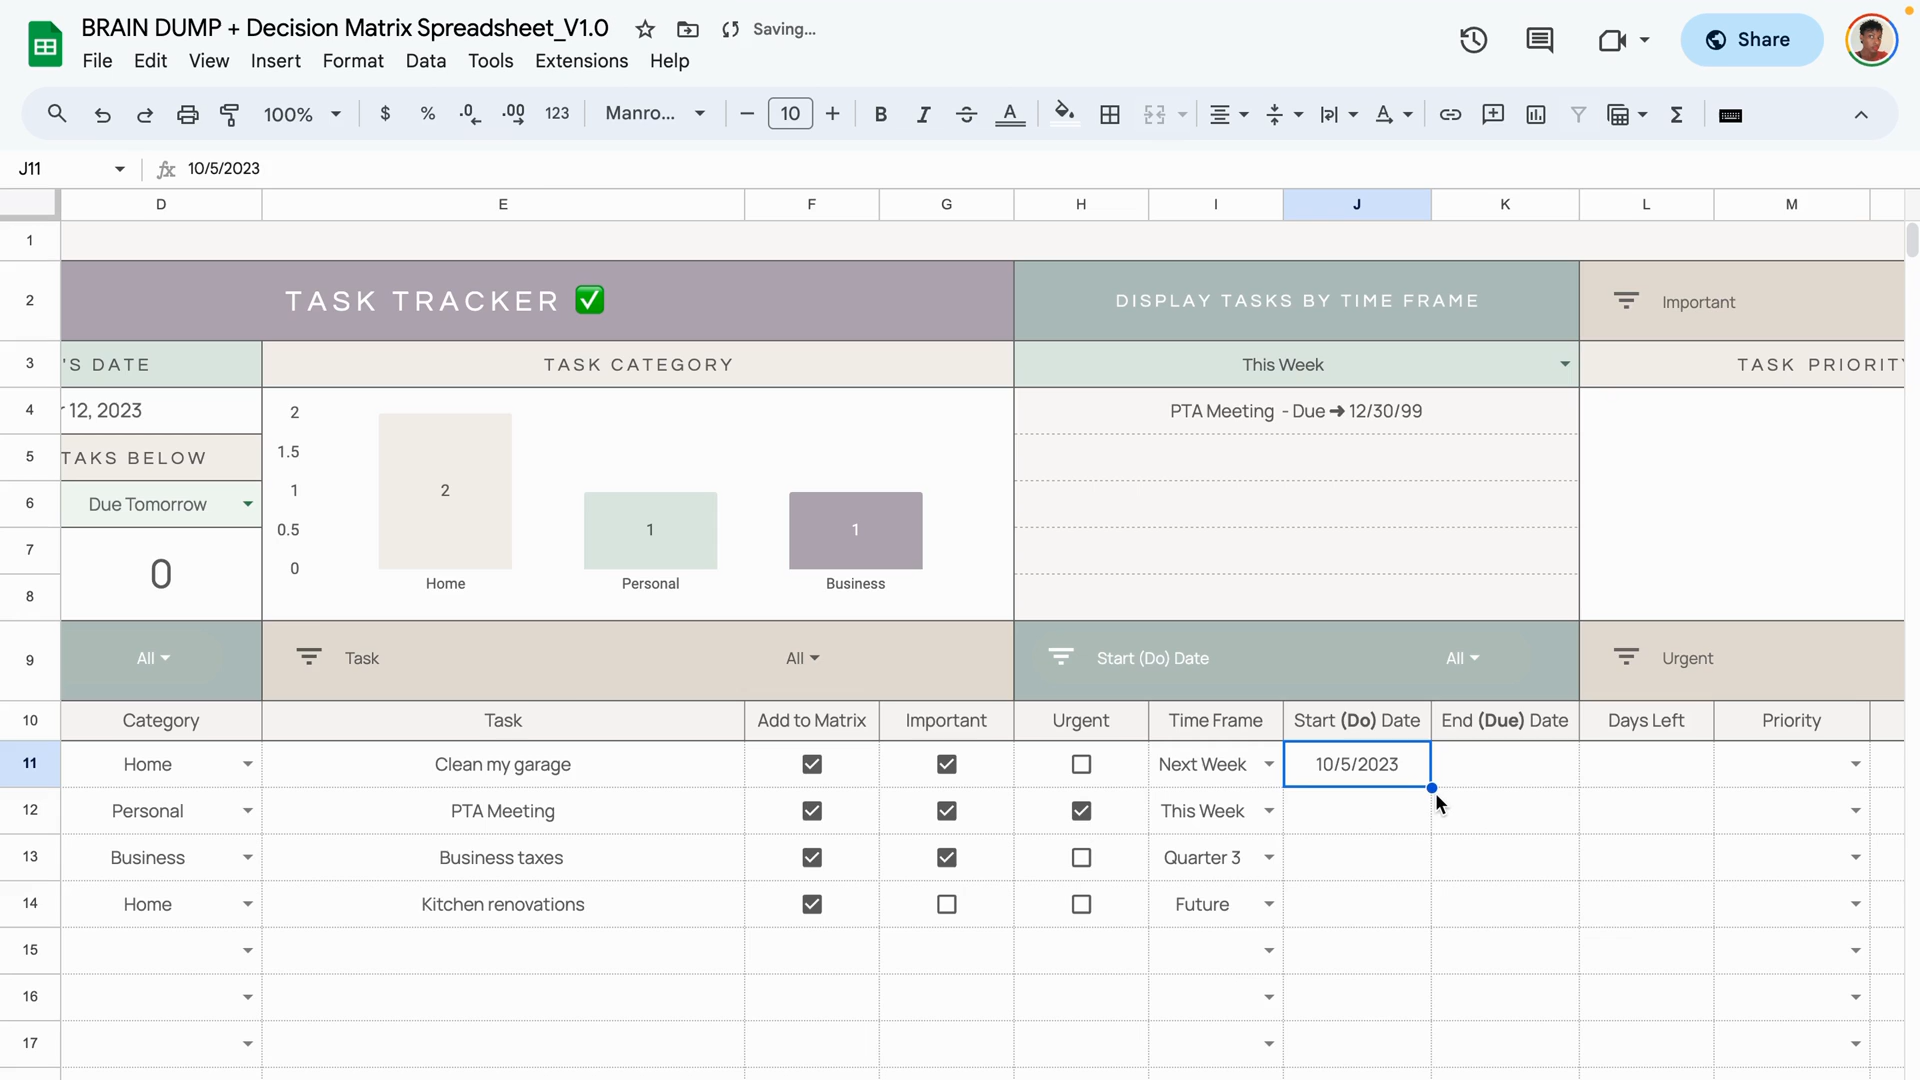 BRAIN DUMP + Decision Matrix Spreadsheet_V1.0
Saving...
File Edit View Insert Format Data Tools Extensions Help
Share
100% $ % .0 .00 123 Manro... 10 B I A
J11 fx 10/5/2023
D E F G H I J K L M
1
2 TASK TRACKER ✅ DISPLAY TASKS BY TIME FRAME Important
3 'S DATE TASK CATEGORY This Week TASK PRIORITY
4 12, 2023 PTA Meeting - Due ➜ 12/30/99
5 TAKS BELOW
6 Due Tomorrow
7 0
8
2
1.5
1
0.5
0
2 1 1
Home Personal Business
9 All Task All Start (Do) Date All Urgent
10 Category Task Add to Matrix Important Urgent Time Frame Start (Do) Date End (Due) Date Days Left Priority
11 Home Clean my garage Next Week 10/5/2023
12 Personal PTA Meeting This Week
13 Business Business taxes Quarter 3
14 Home Kitchen renovations Future
15
16
17